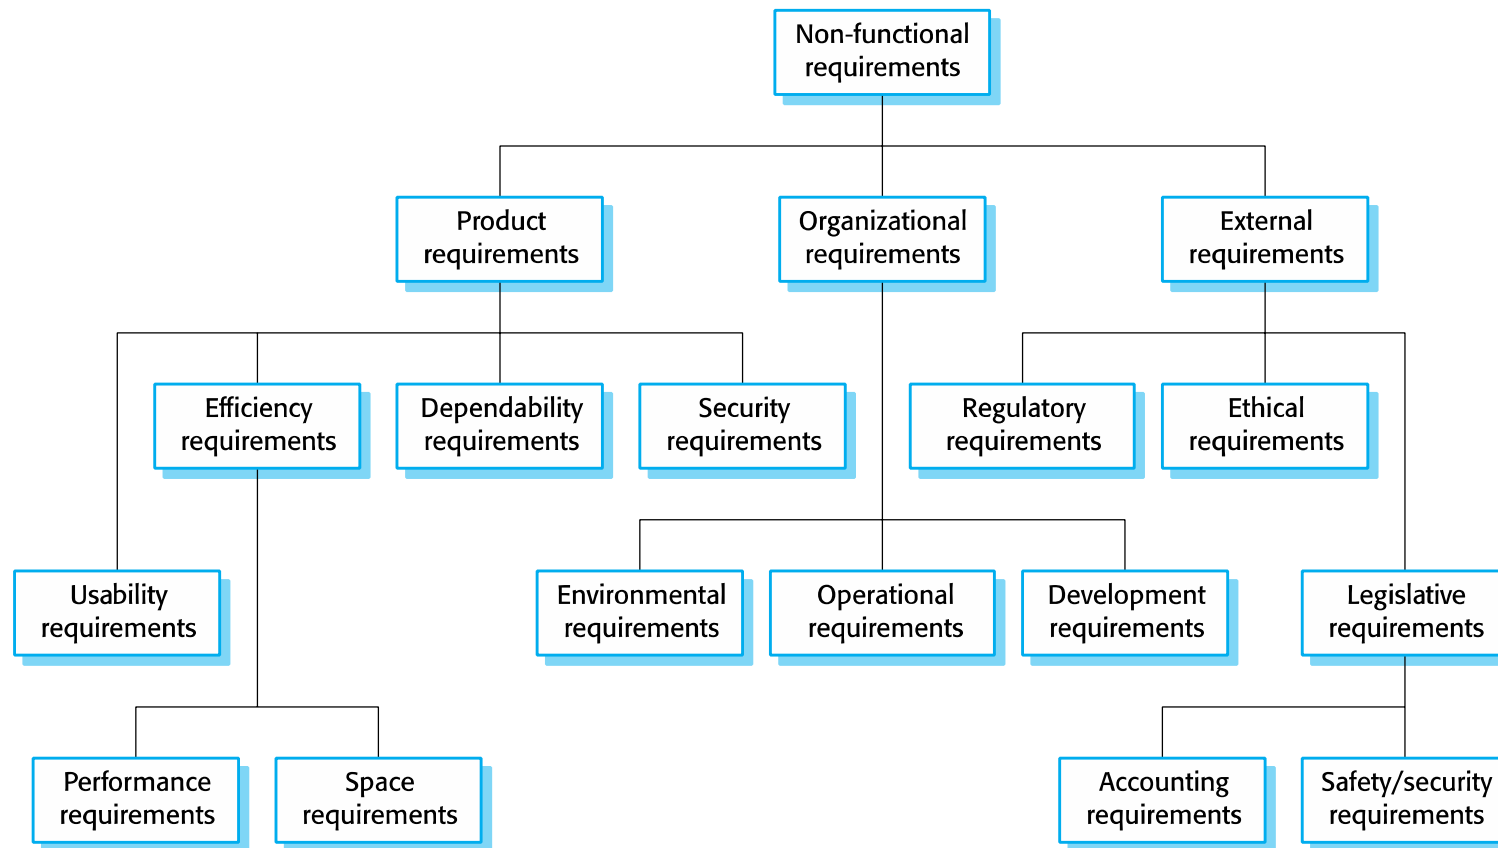 Non-functional
requirements
Product
requirements
Organizational
requirements
External
requirements
Efficiency
requirements
Dependability
requirements
Security
requirements
Regulatory
requirements
Ethical
requirements
Usability
requirements
Environmental
requirements
Operational
requirements
Development
requirements
Legislative
requirements
Performance
requirements
Space
requirements
Accounting
requirements
Safety/security
requirements